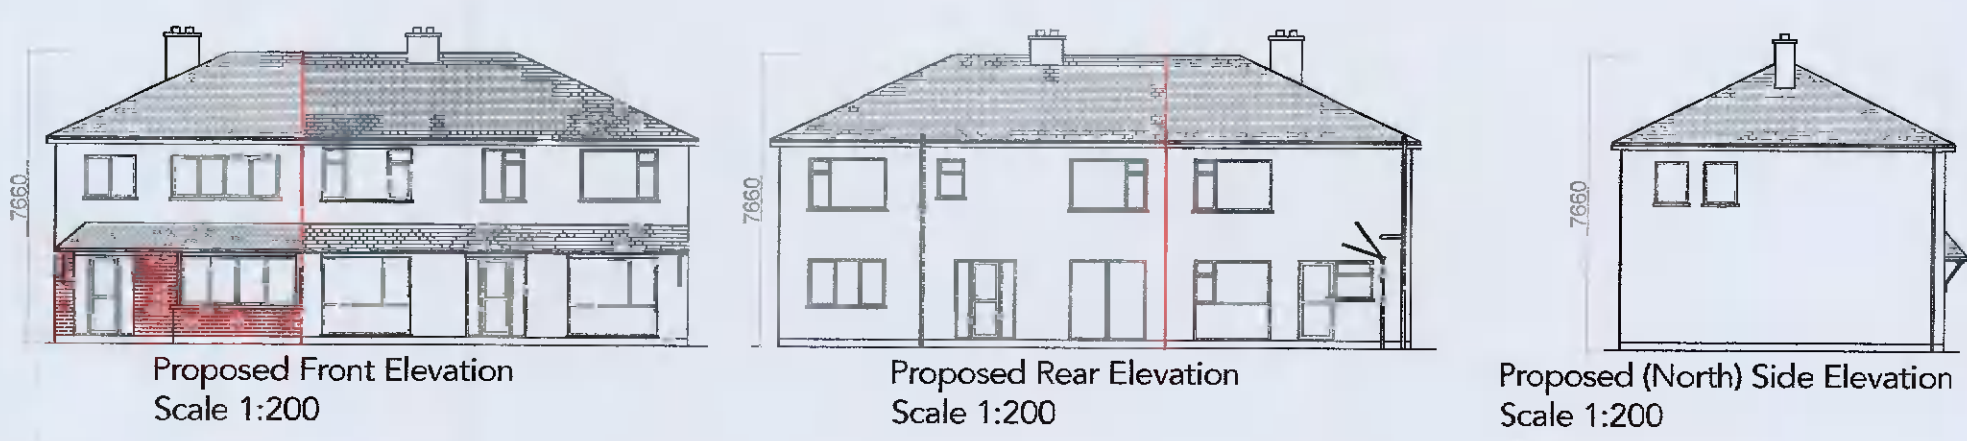 7660
Proposed Front Elevation
Scale 1:200
7660
Proposed Rear Elevation
Scale 1:200
7660
Proposed (North) Side Elevation
Scale 1:200